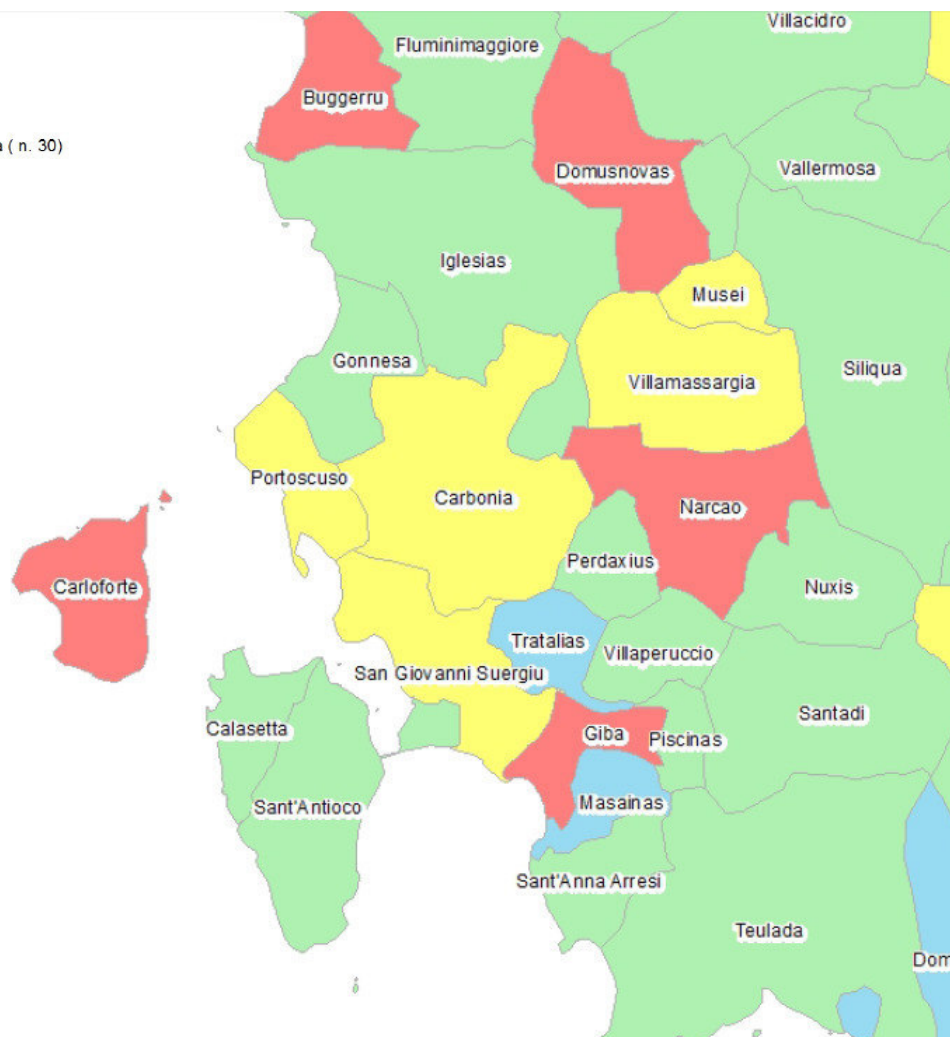 Villacidro
Fluminimaggiore
Buggerru
a ( n. 30)
Vallermosa
Domusnovas
Iglesias
Musei
Gonnesa
Siliqua
Villamassargia
Portoscuso
Carbonia
Narcao
Perdaxius
Carloforte
Nuxis
Tratalias
Villaperuccio
San Giovanni Suergiu
Santadi
Calasetta
Giba
Piscinas
Sant'Antioco
Masainas
Sant'Anna Arresi
Teulada
Dom